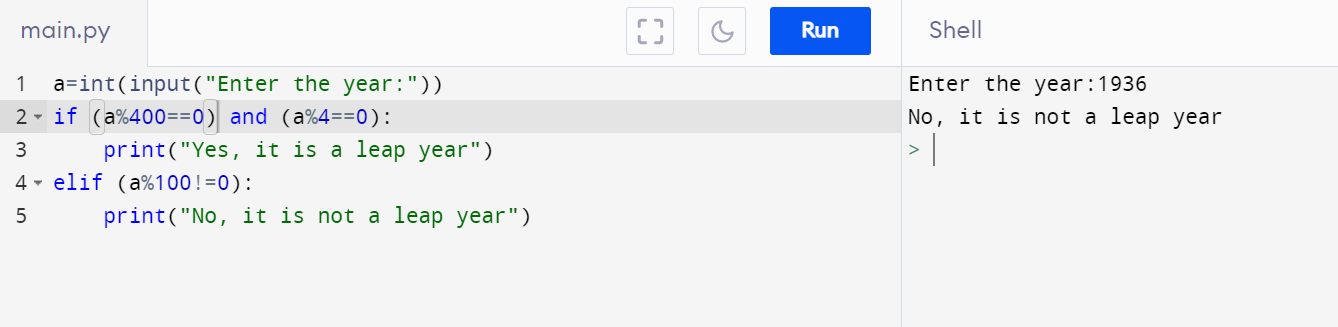 main.py
Run
Shell
1 a=int(input("Enter the year:"))
2 if (a%400==0) and (a%4==0):
3     print("Yes, it is a leap year")
4 elif (a%100!=0):
5     print("No, it is not a leap year")
Enter the year:1936
No, it is not a leap year
>